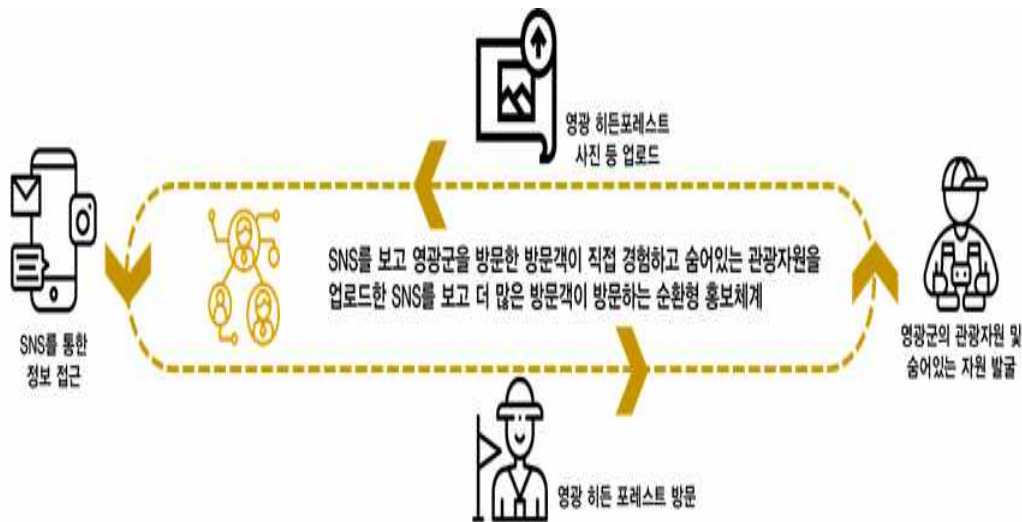 영광 히든포레스트
사진 등 업로드
SNS를 보고 영광군을 방문한 방문객이 직접 경험하고 숨어있는 관광자원을
업로드한 SNS를 보고 더 많은 방문객이 방문하는 순환형 홍보체계
SNS를 통한
정보 접근
영광군의 관광자원 및
숨어있는 자원 발굴
영광 히든 포레스트 방문